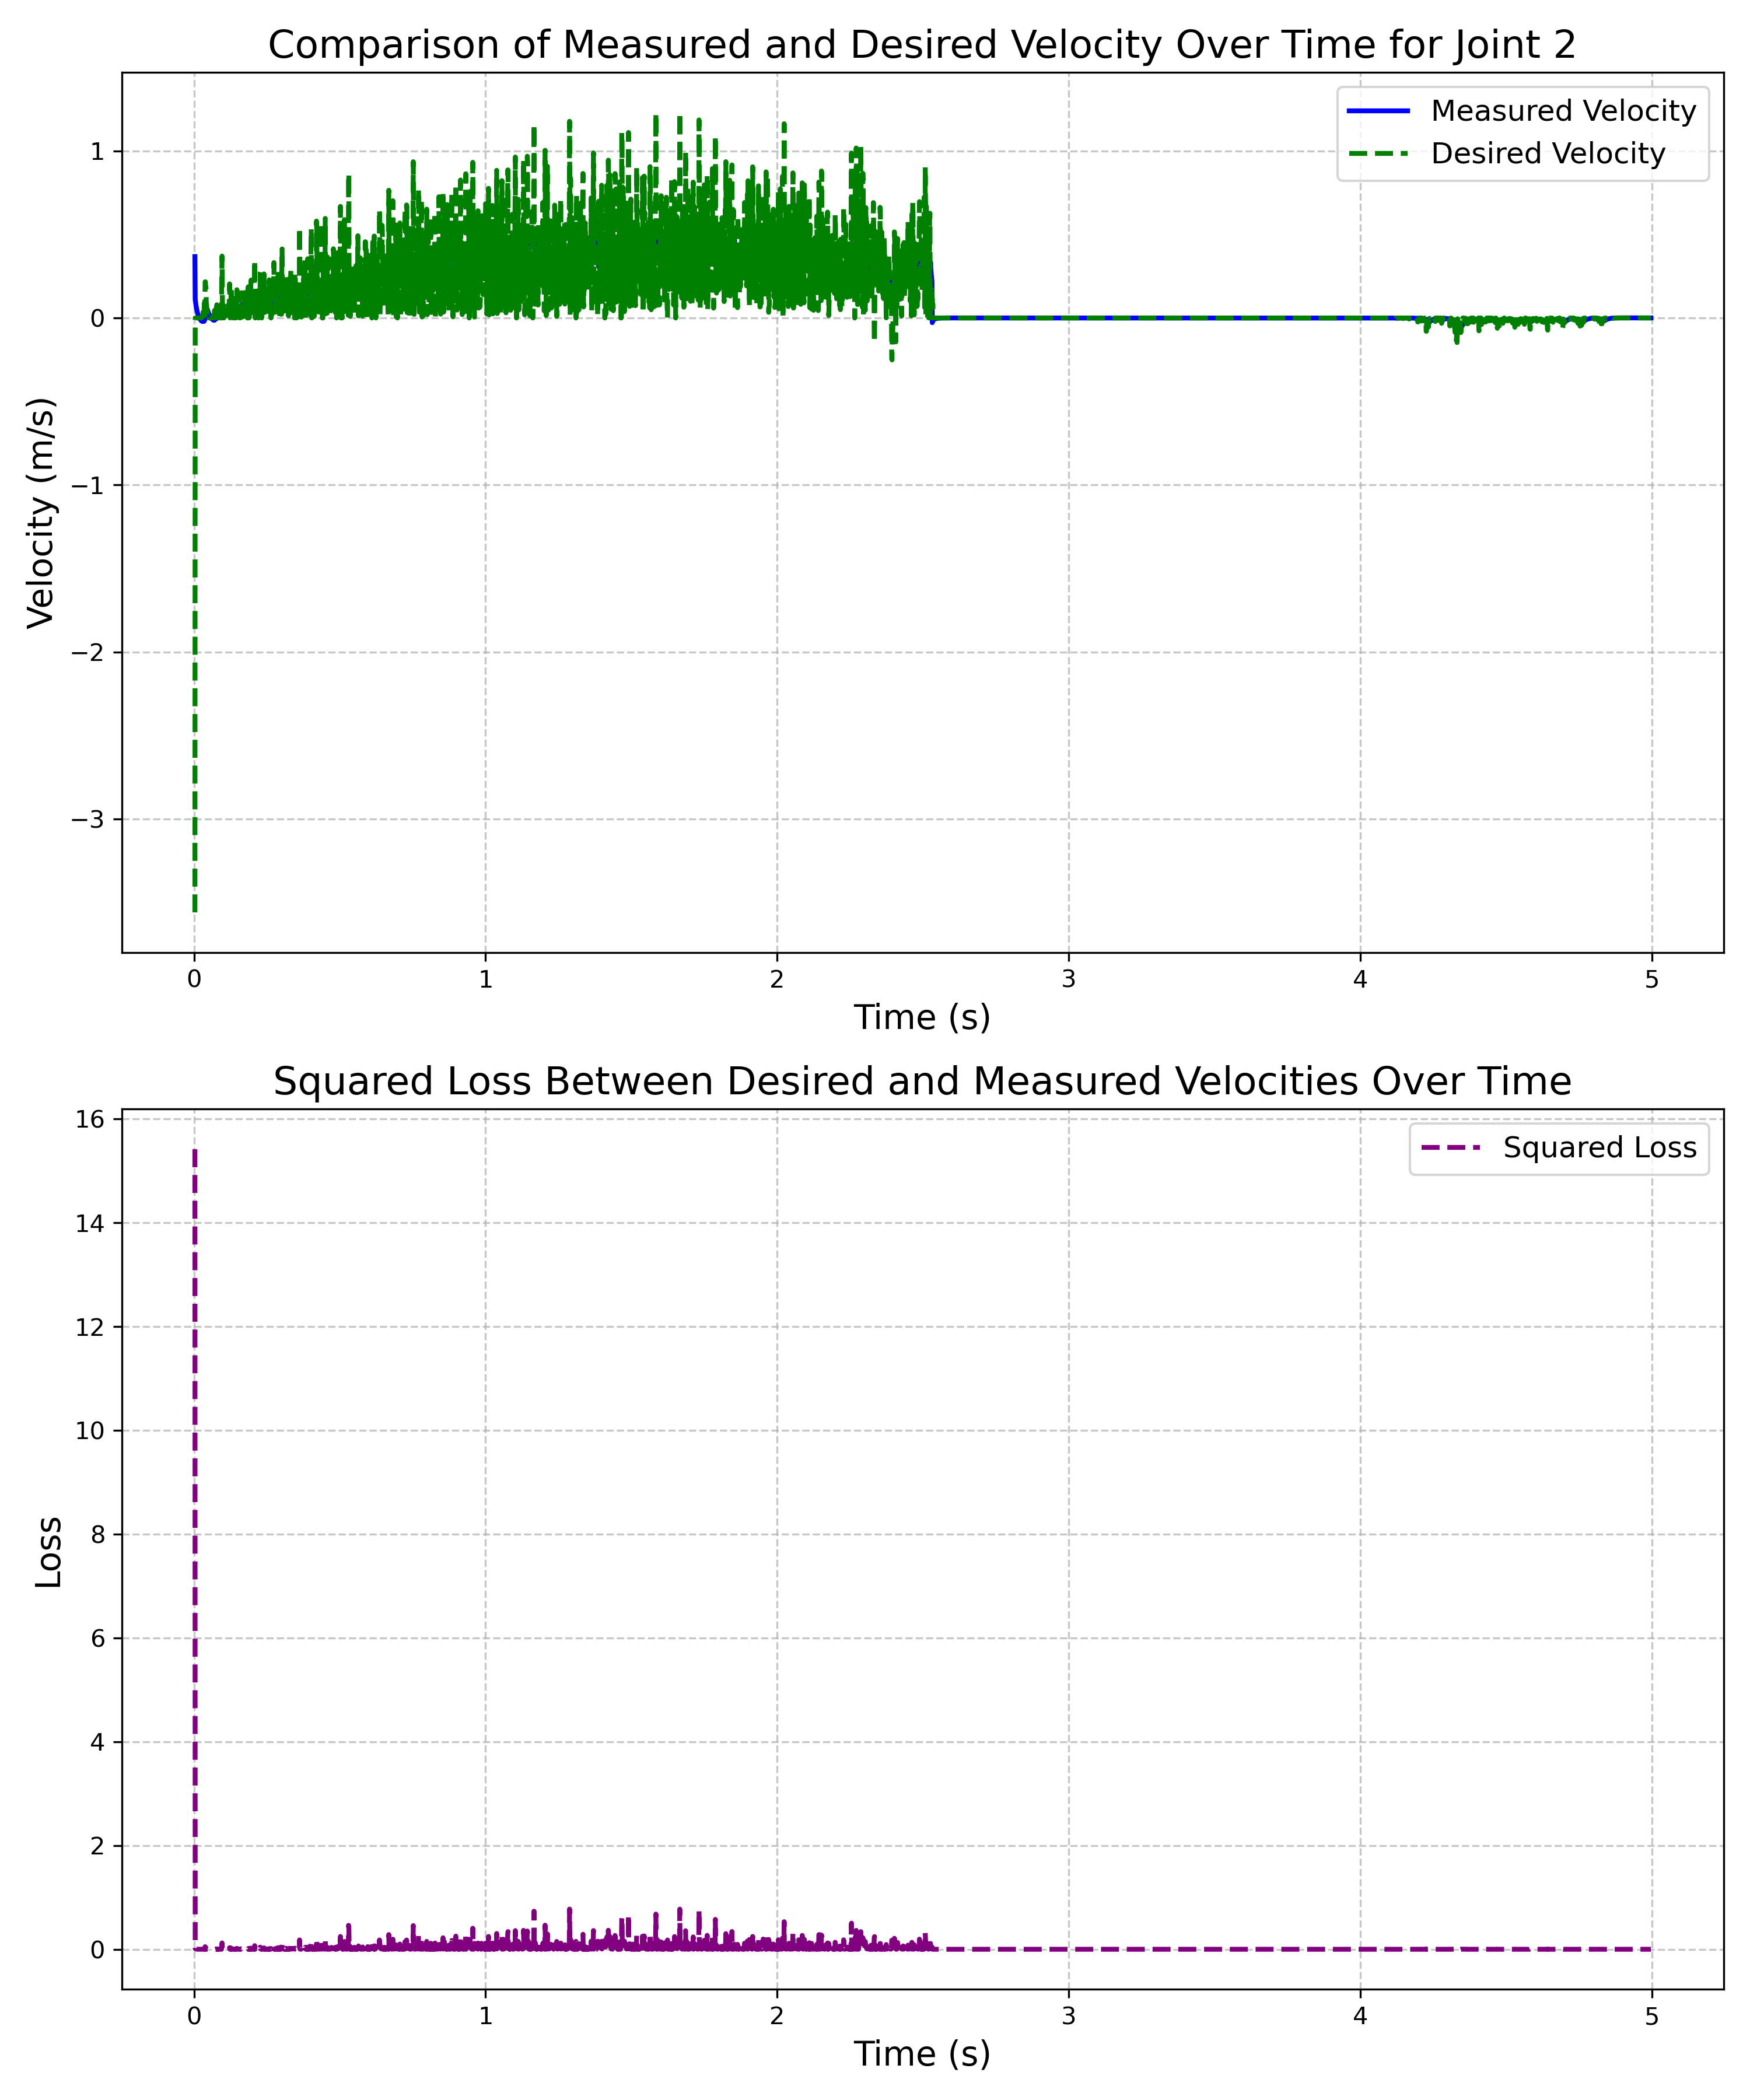 Comparison of Measured and Desired Velocity Over Time for Joint 2
Measured Velocity
Desired Velocity
Velocity (m/s)
1
0
−1
−2
−3
0 1 2 3 4 5
Time (s)
Squared Loss Between Desired and Measured Velocities Over Time
Squared Loss
Loss
16
14
12
10
8
6
4
2
0
0 1 2 3 4 5
Time (s)